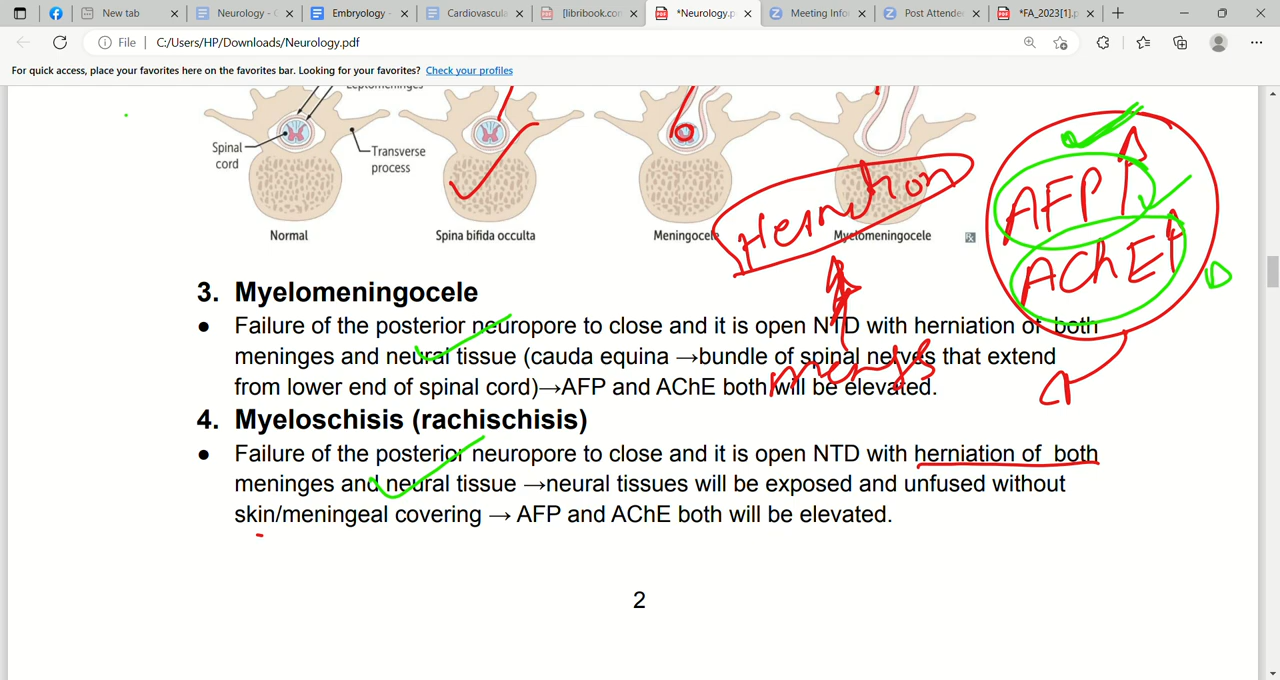 New tab
Neurology - C
Embryology -
Cardiovascula
[libribook.con
*Neurology.p
Meeting Info
Post Attende
*FA_2023[1].p
File
C:/Users/HP/Downloads/Neurology.pdf
For quick access, place your favorites here on the favorites bar. Looking for your favorites? Check your profiles
Leptomeninges
Spinal
cord
Transverse
process
Normal
Spina bifida occulta
Meningocele
Myelomeningocele
AFP
AChE
3. Myelomeningocele
● Failure of the posterior neuropore to close and it is open NTD with herniation of both
meninges and neural tissue (cauda equina →bundle of spinal nerves that extend
from lower end of spinal cord)→AFP and AChE both will be elevated.
4. Myeloschisis (rachischisis)
● Failure of the posterior neuropore to close and it is open NTD with herniation of both
meninges and neural tissue →neural tissues will be exposed and unfused without
skin/meningeal covering → AFP and AChE both will be elevated.
2